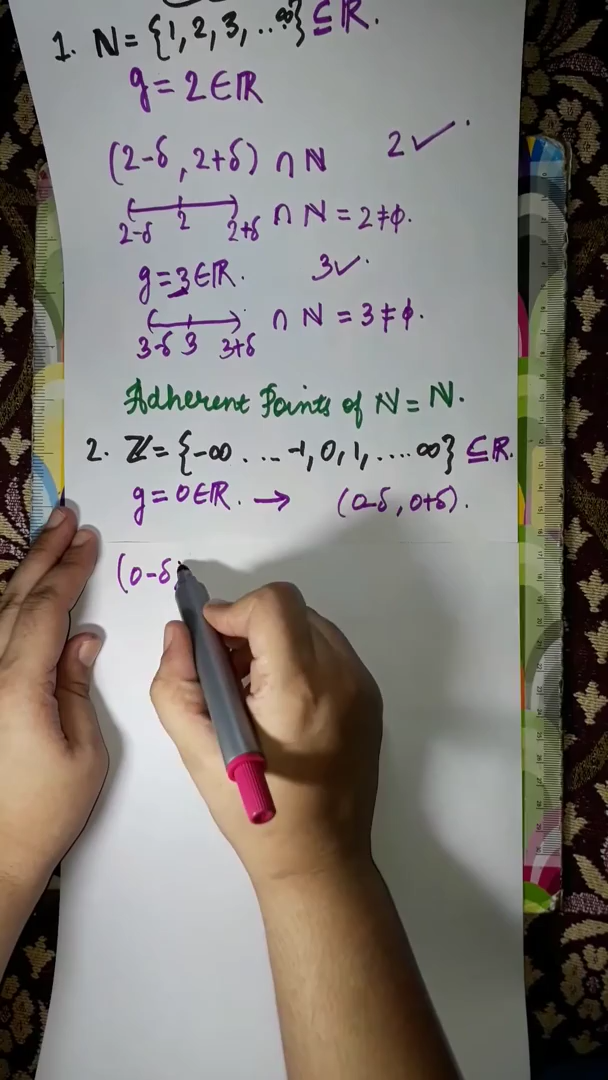 1. N = {1, 2, 3, ...∞} ⊆ ℝ.
g = 2 ∈ ℝ
(2-δ, 2+δ) ∩ N 2 ✓.
2-δ 2 2+δ ∩ N = 2 ≠ ϕ.
g = 3 ∈ ℝ. 3 ✓.
3-δ 3 3+δ ∩ N = 3 ≠ ϕ.
Adherent Points of N = N.
2. ℤ = {-∞ ... -1, 0, 1, .... ∞} ⊆ ℝ.
g = 0 ∈ ℝ. → (0-δ, 0+δ).
(0-δ,